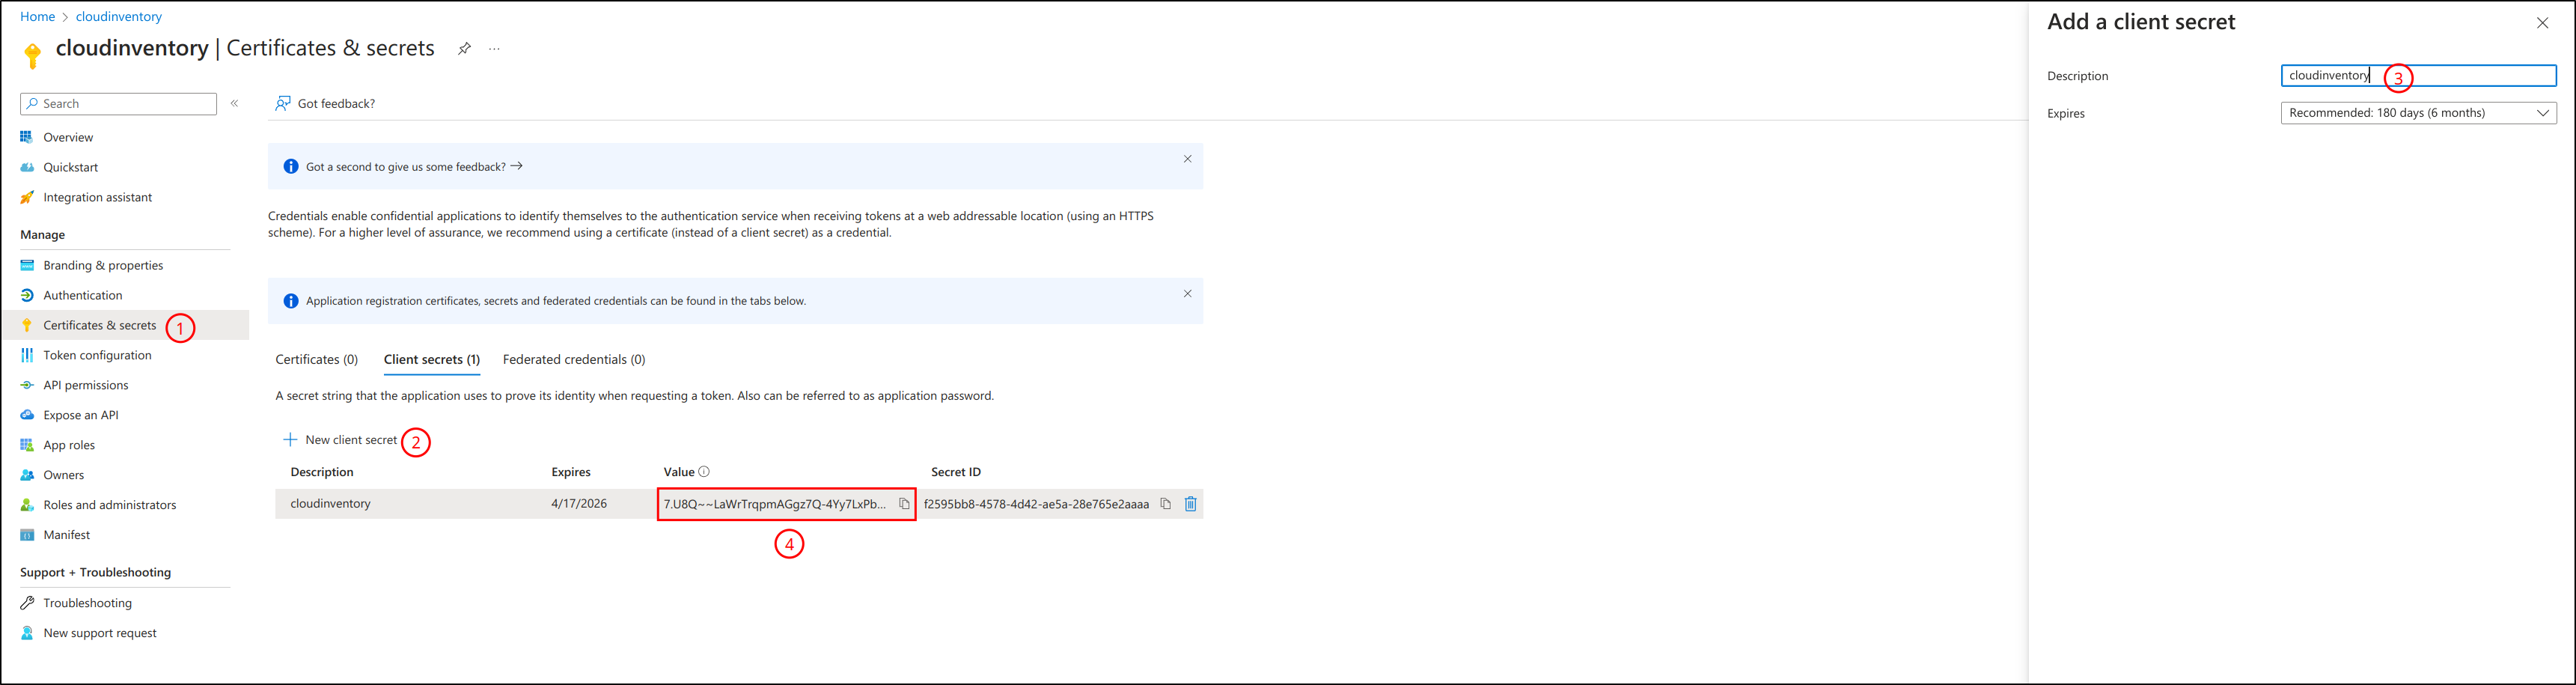 Home > cloudinventory
cloudinventory | Certificates & secrets
Search
Overview
Quickstart
Integration assistant
Manage
Branding & properties
Authentication
Certificates & secrets 1
Token configuration
API permissions
Expose an API
App roles
Owners
Roles and administrators
Manifest
Support + Troubleshooting
Troubleshooting
New support request
Got feedback?
Got a second to give us some feedback?
Credentials enable confidential applications to identify themselves to the authentication service when receiving tokens at a web addressable location (using an HTTPS
scheme). For a higher level of assurance, we recommend using a certificate (instead of a client secret) as a credential.
Application registration certificates, secrets and federated credentials can be found in the tabs below.
Certificates (0) Client secrets (1) Federated credentials (0)
A secret string that the application uses to prove its identity when requesting a token. Also can be referred to as application password.
New client secret 2
Description Expires Value Secret ID
cloudinventory 4/17/2026 7.U8Q~~LaWrTrqpmAGgz7Q-4Yy7LxPb... f2595bb8-4578-4d42-ae5a-28e765e2aaaa
4
Add a client secret
Description cloudinventory 3
Expires Recommended: 180 days (6 months)